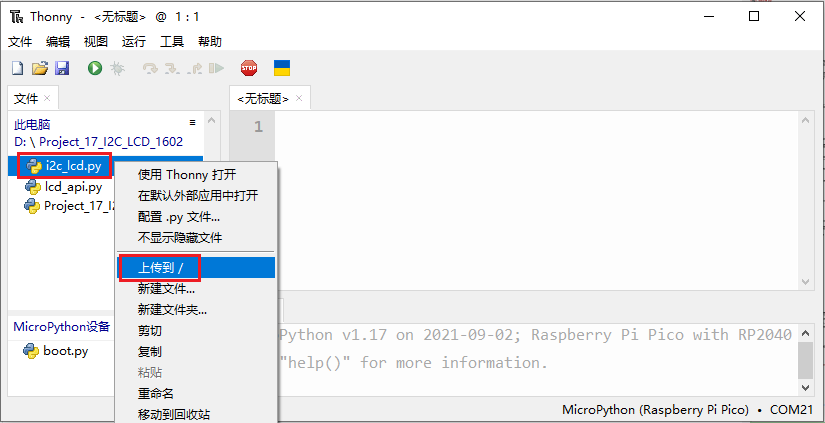 Thonny - <无标题> @ 1 : 1
文件 编辑 视图 运行 工具 帮助
STOP
文件 ×
<无标题> ×
此电脑
D: \ Project_17_I2C_LCD_1602
i2c_lcd.py
lcd_api.py
Project_17_I2
1
使用 Thonny 打开
在默认外部应用中打开
配置 .py 文件...
不显示隐藏文件
上传到 /
新建文件...
新建文件夹...
剪切
复制
粘贴
重命名
移动到回收站
MicroPython设备
boot.py
Python v1.17 on 2021-09-02; Raspberry Pi Pico with RP2040
"help()" for more information.
MicroPython (Raspberry Pi Pico) • COM21